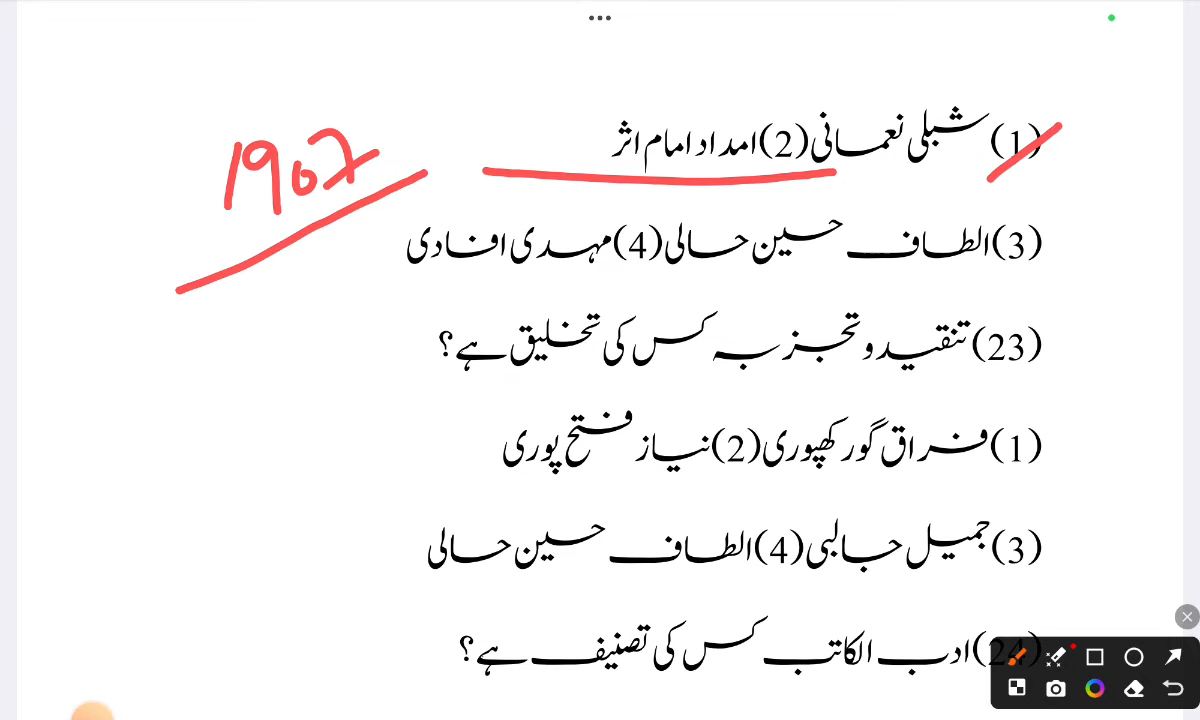 (1) شبلی نعمانی (2) امداد امام اثر
1907
(3) الطاف حسین حالی (4) مہدی افادی
(23) تنقید و تجزیہ کس کی تخلیق ہے؟
(1) فراق گورکھپوری (2) نیاز فتح پوری
(3) جمیل جالبی (4) الطاف حسین حالی
(24) ادب الکاتب کس کی تصنیف ہے؟